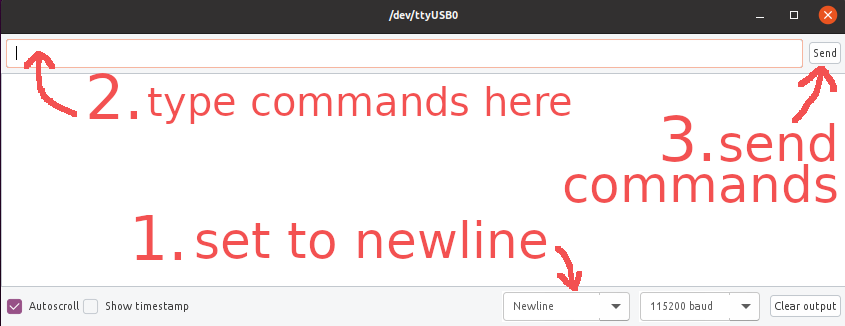 /dev/ttyUSB0
Send
2. type commands here
3. send
commands
1. set to newline
Autoscroll Show timestamp Newline 115200 baud Clear output